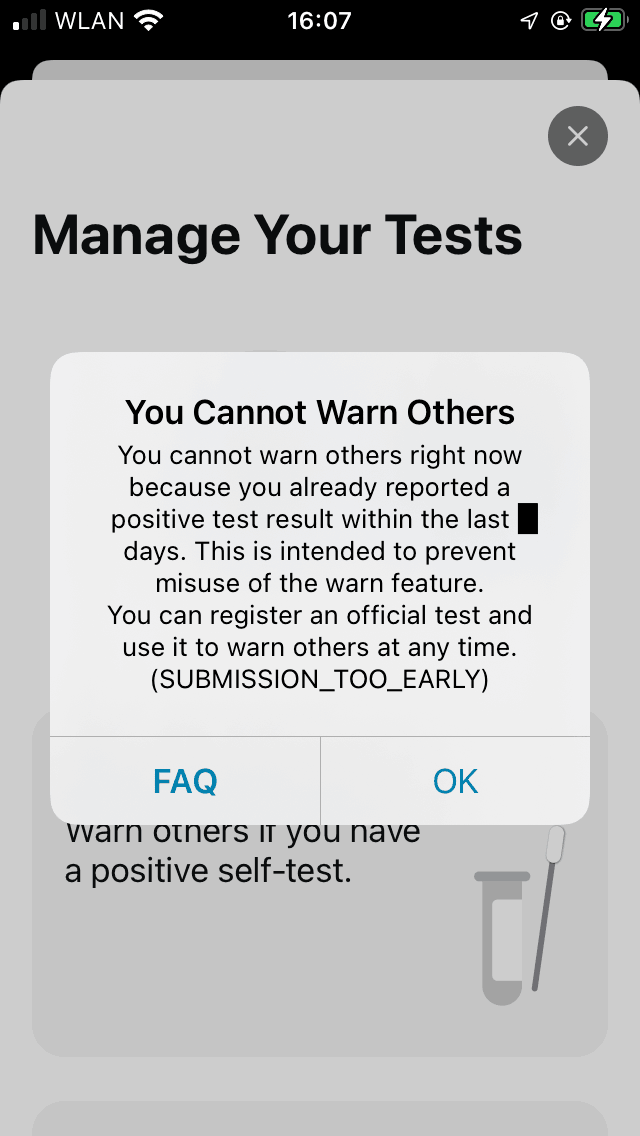 WLAN
16:07
Manage Your Tests
You Cannot Warn Others
You cannot warn others right now
because you already reported a
positive test result within the last
days. This is intended to prevent
misuse of the warn feature.
You can register an official test and
use it to warn others at any time.
(SUBMISSION_TOO_EARLY)
FAQ
OK
Warn others if you have
a positive self-test.